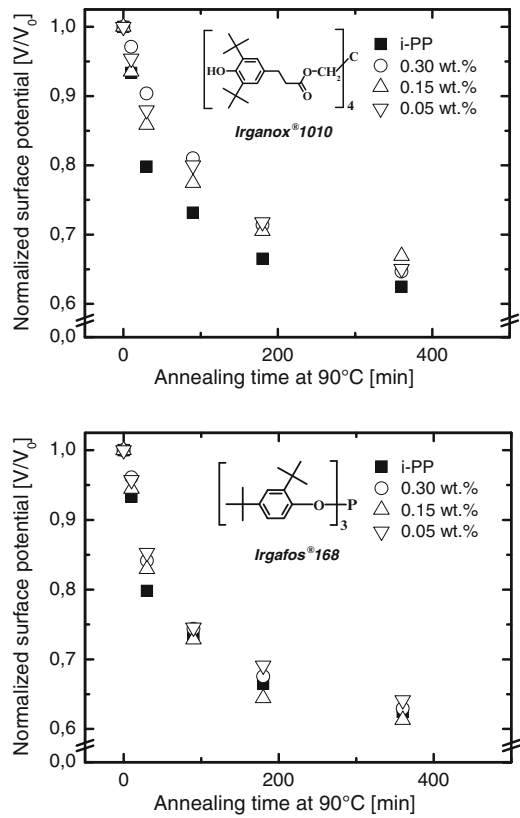 Normalized surface potential [V/V₀]
1,0
0,9
0,8
0,7
0,6
0,0
0
200
400
Annealing time at 90°C [min]
HO
O
O
CH₂
C
4
Irganox®1010
i-PP
0.30 wt.%
0.15 wt.%
0.05 wt.%
Normalized surface potential [V/V₀]
1,0
0,9
0,8
0,7
0,6
0,0
0
200
400
Annealing time at 90°C [min]
O
P
3
Irgafos®168
i-PP
0.30 wt.%
0.15 wt.%
0.05 wt.%